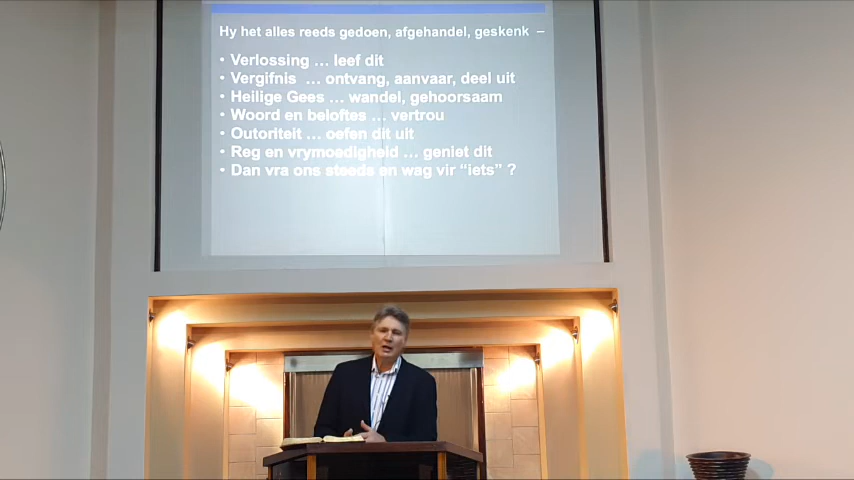 Hy het alles reeds gedoen, afgehandel, geskenk –
• Verlossing … leef dit
• Vergifnis … ontvang, aanvaar, deel uit
• Heilige Gees … wandel, gehoorsaam
• Woord en beloftes … vertrou
• Outoriteit … oefen dit uit
• Reg en vrymoedigheid … geniet dit
• Dan vra ons steeds en wag vir “iets” ?